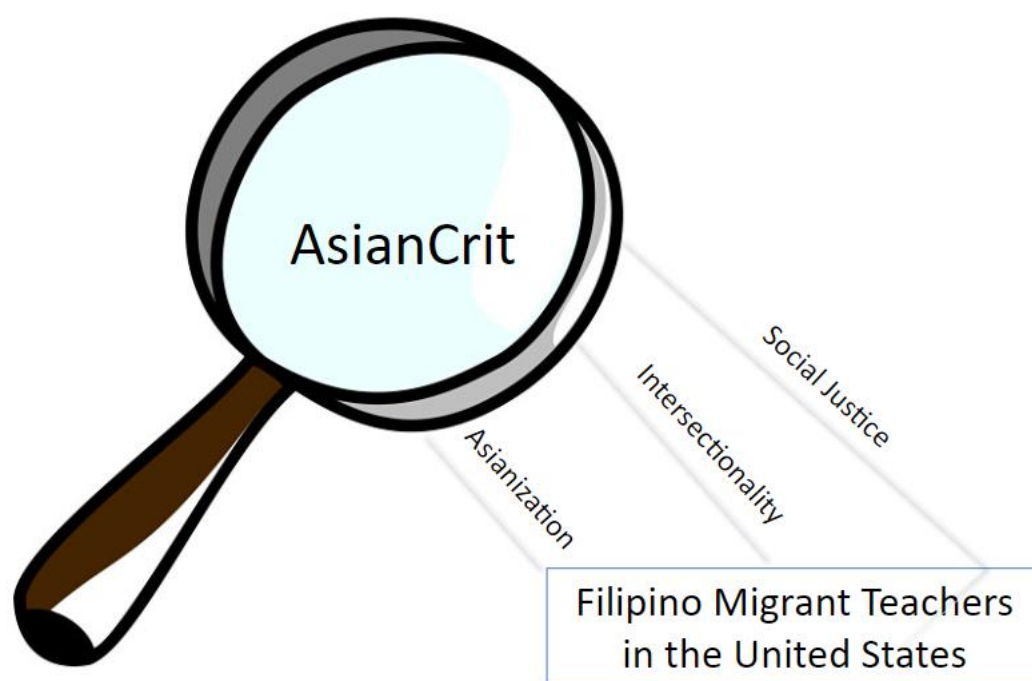 AsianCrit
Social Justice
Intersectionality
Asianization
Filipino Migrant Teachers
in the United States